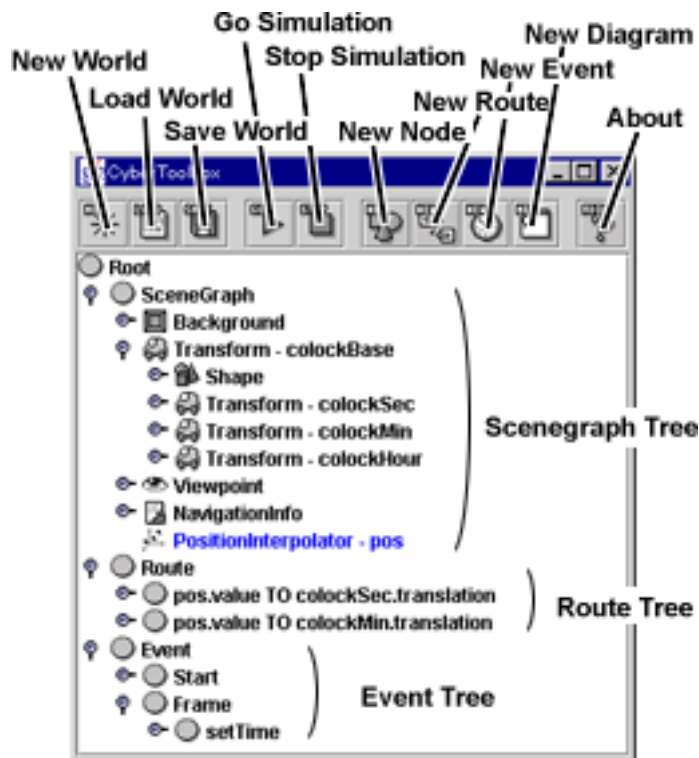 Go Simulation
New Diagram
New World
Stop Simulation
New Event
Load World
New Route
Save World
New Node
About
CyberToolbox
Root
SceneGraph
Background
Transform - colockBase
Shape
Transform - colockSec
Transform - colockMin
Scenegraph Tree
Transform - colockHour
Viewpoint
NavigationInfo
PositionInterpolator - pos
Route
pos.value TO colockSec.translation
Route Tree
pos.value TO colockMin.translation
Event
Start
Event Tree
Frame
setTime